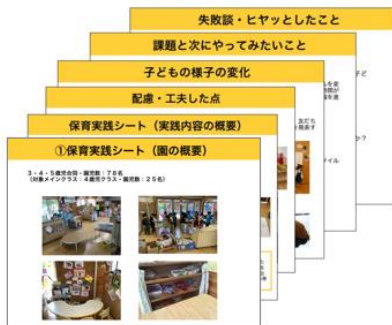 失敗談・ヒヤッとしたこと
課題と次にやってみたいこと
子どもの様子の変化
配慮・工夫した点
保育実践シート（実践内容の概要）
①保育実践シート（園の概要）
3・4・5歳児合同・園児数：78名
（対象メインクラス：4歳児クラス・園児数：25名）